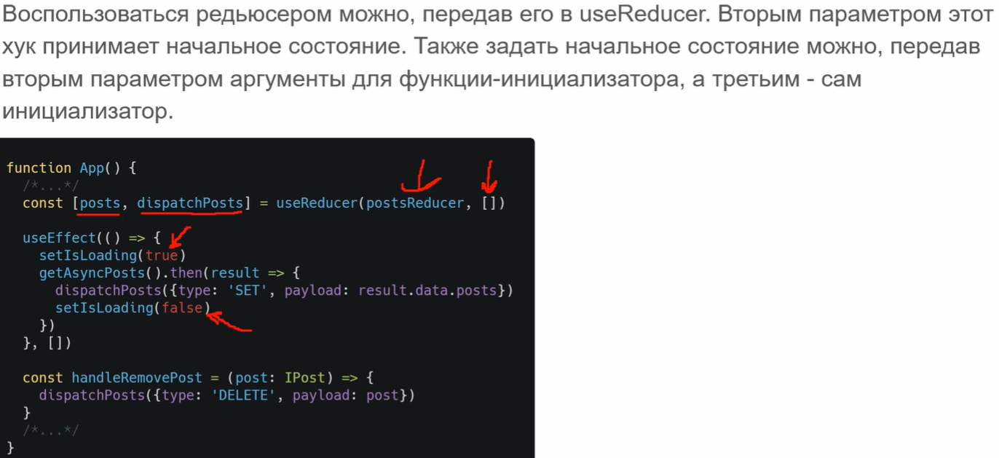 Воспользоваться редьюсером можно, передав его в useReducer. Вторым параметром этот
хук принимает начальное состояние. Также задать начальное состояние можно, передав
вторым параметром аргументы для функции-инициализатора, а третьим - сам
инициализатор.
function App() {
  /*...*/
  const [posts, dispatchPosts] = useReducer(postsReducer, [])
  useEffect(() => {
    setIsLoading(true)
    getAsyncPosts().then(result => {
      dispatchPosts({type: 'SET', payload: result.data.posts})
      setIsLoading(false)
    })
  }, [])
  const handleRemovePost = (post: IPost) => {
    dispatchPosts({type: 'DELETE', payload: post})
  }
  /*...*/
}